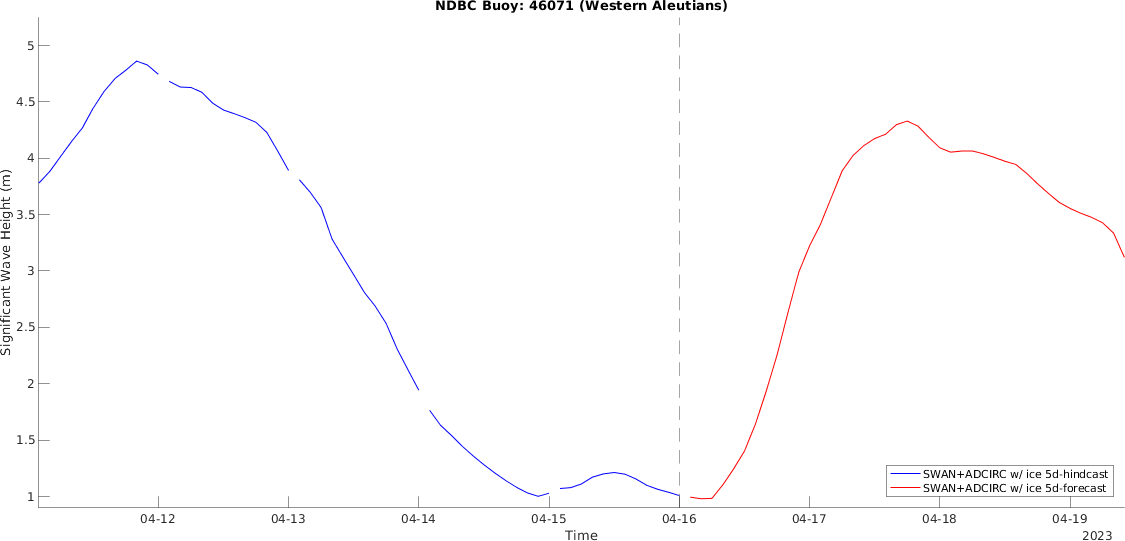 NDBC Buoy: 46071 (Western Aleutians)
5
4.5
4
3.5
3
2.5
2
1.5
1
Significant Wave Height (m)
SWAN+ADCIRC w/ ice 5d-hindcast
SWAN+ADCIRC w/ ice 5d-forecast
04-12 04-13 04-14 04-15 04-16 04-17 04-18 04-19
Time
2023